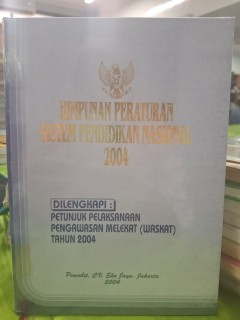 HIMPUNAN PERATURAN
SISTEM PENDIDIKAN NASIONAL
2004
DILENGKAPI :
PETUNJUK PELAKSANAAN
PENGAWASAN MELEKAT (WASKAT)
TAHUN 2004
Penerbit, CV. Eko Jaya, Jakarta
2004